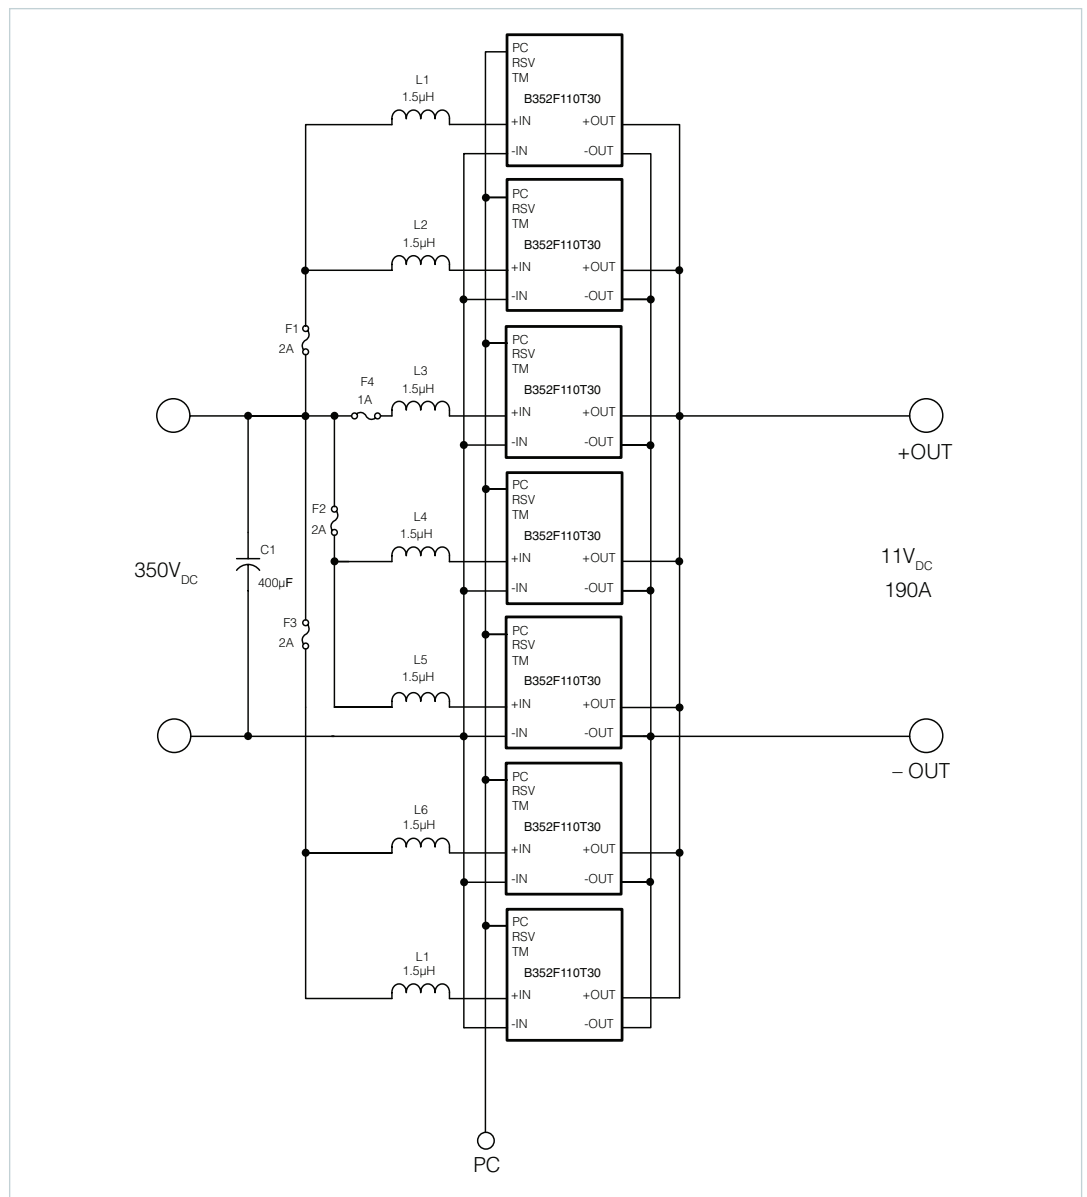 PC
RSV
TM
B352F110T30
+IN
+OUT
-IN
-OUT
L1
1.5µH
PC
RSV
TM
B352F110T30
+IN
+OUT
-IN
-OUT
L2
1.5µH
F1
2A
PC
RSV
TM
B352F110T30
+IN
+OUT
-IN
-OUT
L3
1.5µH
F4
1A
+OUT
PC
RSV
TM
B352F110T30
+IN
+OUT
-IN
-OUT
L4
1.5µH
F2
2A
C1
400µF
350VDC
11VDC
190A
F3
2A
PC
RSV
TM
B352F110T30
+IN
+OUT
-IN
-OUT
L5
1.5µH
– OUT
PC
RSV
TM
B352F110T30
+IN
+OUT
-IN
-OUT
L6
1.5µH
PC
RSV
TM
B352F110T30
+IN
+OUT
-IN
-OUT
L1
1.5µH
PC